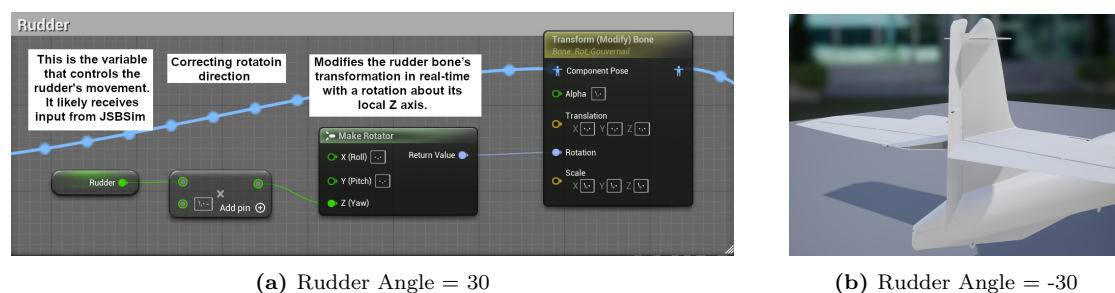 Rudder
This is the variable
that controls the
rudder's movement.
It likely receives
input from JSBSim
Correcting rotatoin
direction
Modifies the rudder bone's
transformation in real-time
with a rotation about its
local Z axis.
Transform (Modify) Bone
Bone: Rot_Gouvernail
Component Pose
Alpha
Translation
X Y Z
Rotation
Scale
X Y Z
Make Rotator
X (Roll)
Return Value
Y (Pitch)
Z (Yaw)
Rudder
Add pin
(a) Rudder Angle = 30
(b) Rudder Angle = -30